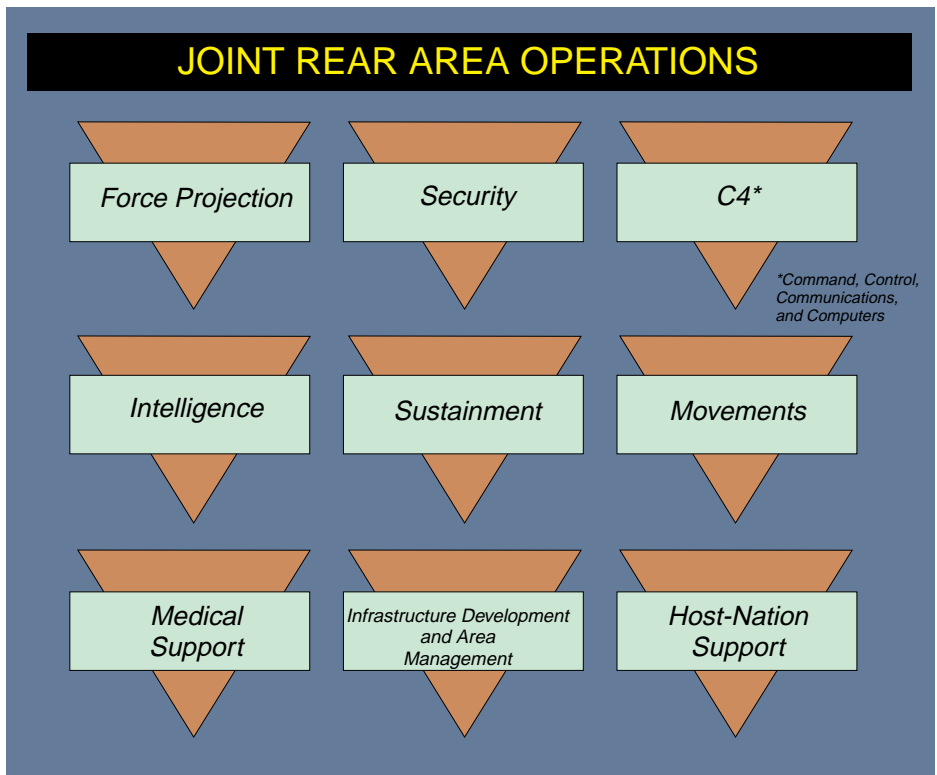 JOINT REAR AREA OPERATIONS
Force Projection
Security
C4*
*Command, Control,
Communications,
and Computers
Intelligence
Sustainment
Movements
Medical
Support
Infrastructure Development
and Area
Management
Host-Nation
Support